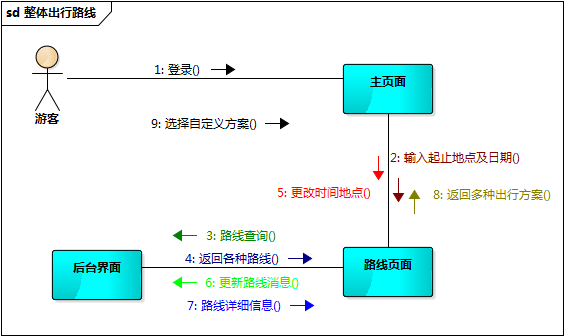 sd 整体出行路线
1: 登录()
主页面
游客
9: 选择自定义方案()
2: 输入起止地点及日期()
5: 更改时间地点()
8: 返回多种出行方案()
3: 路线查询()
4: 返回各种路线()
后台界面
路线页面
6: 更新路线消息()
7: 路线详细信息()